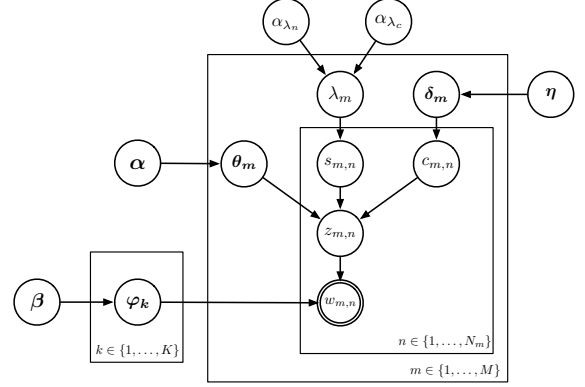 α_{λ_n} α_{λ_c}
λ_m δ_m η
α θ_m s_{m,n} c_{m,n}
z_{m,n}
β φ_k w_{m,n}
n ∈ {1, . . . , N_m}
k ∈ {1, . . . , K}
m ∈ {1, . . . , M}